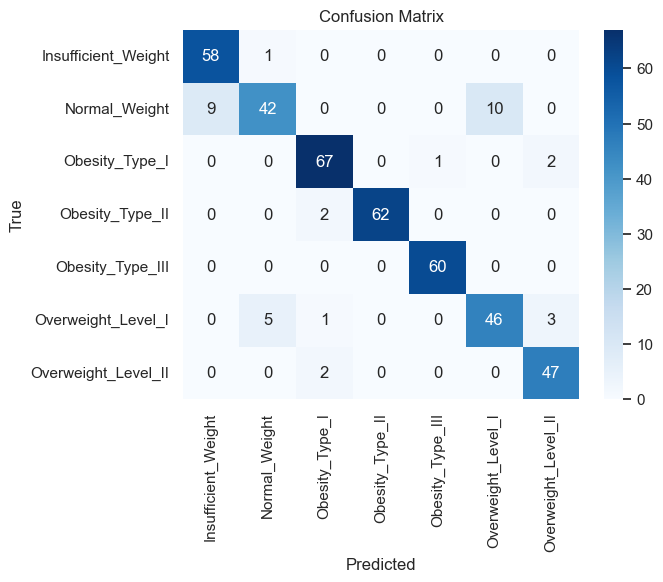 Confusion Matrix
True
Insufficient_Weight 58 1 0 0 0 0 0
Normal_Weight 9 42 0 0 0 10 0
Obesity_Type_I 0 0 67 0 1 0 2
Obesity_Type_II 0 0 2 62 0 0 0
Obesity_Type_III 0 0 0 0 60 0 0
Overweight_Level_I 0 5 1 0 0 46 3
Overweight_Level_II 0 0 2 0 0 0 47
Insufficient_Weight
Normal_Weight
Obesity_Type_I
Obesity_Type_II
Obesity_Type_III
Overweight_Level_I
Overweight_Level_II
Predicted
60
50
40
30
20
10
0